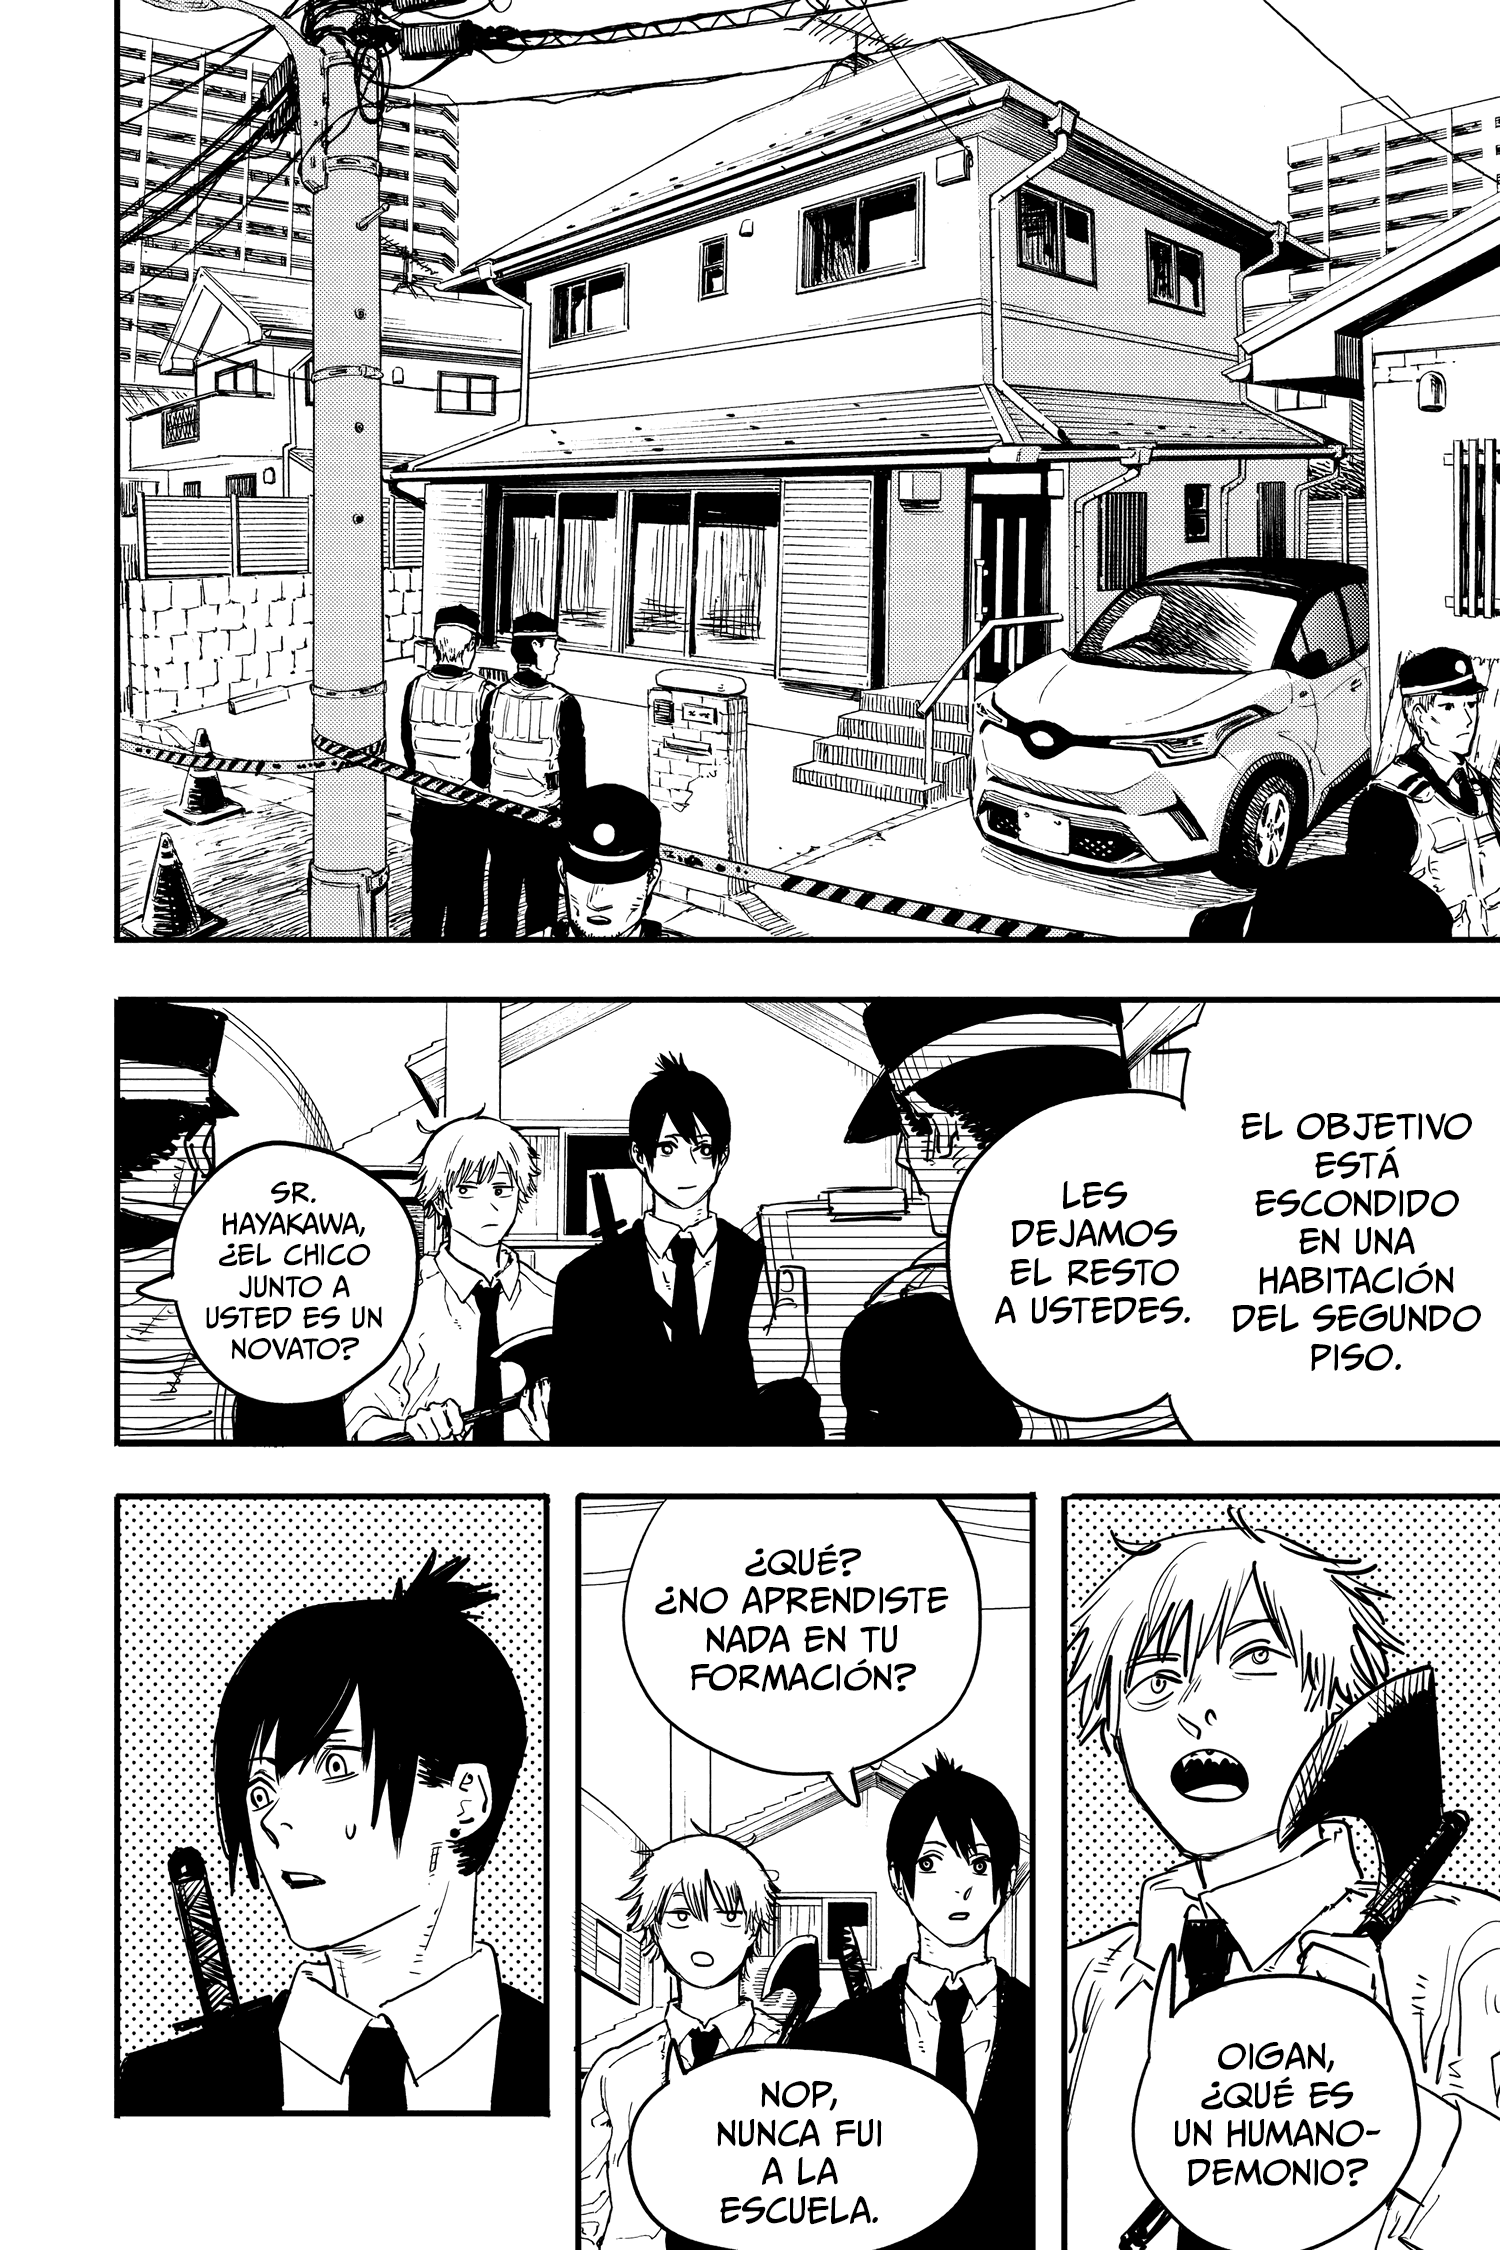 EL OBJETIVO
ESTÁ
ESCONDIDO
EN UNA
HABITACIÓN
DEL SEGUNDO
PISO.
LES
DEJAMOS
EL RESTO
A USTEDES.
SR.
HAYAKAWA,
¿EL CHICO
JUNTO A
USTED ES UN
NOVATO?
OIGAN,
¿QUÉ ES
UN HUMANO-
DEMONIO?
¿QUÉ?
¿NO APRENDISTE
NADA EN TU
FORMACIÓN?
NOP,
NUNCA FUI
A LA
ESCUELA.